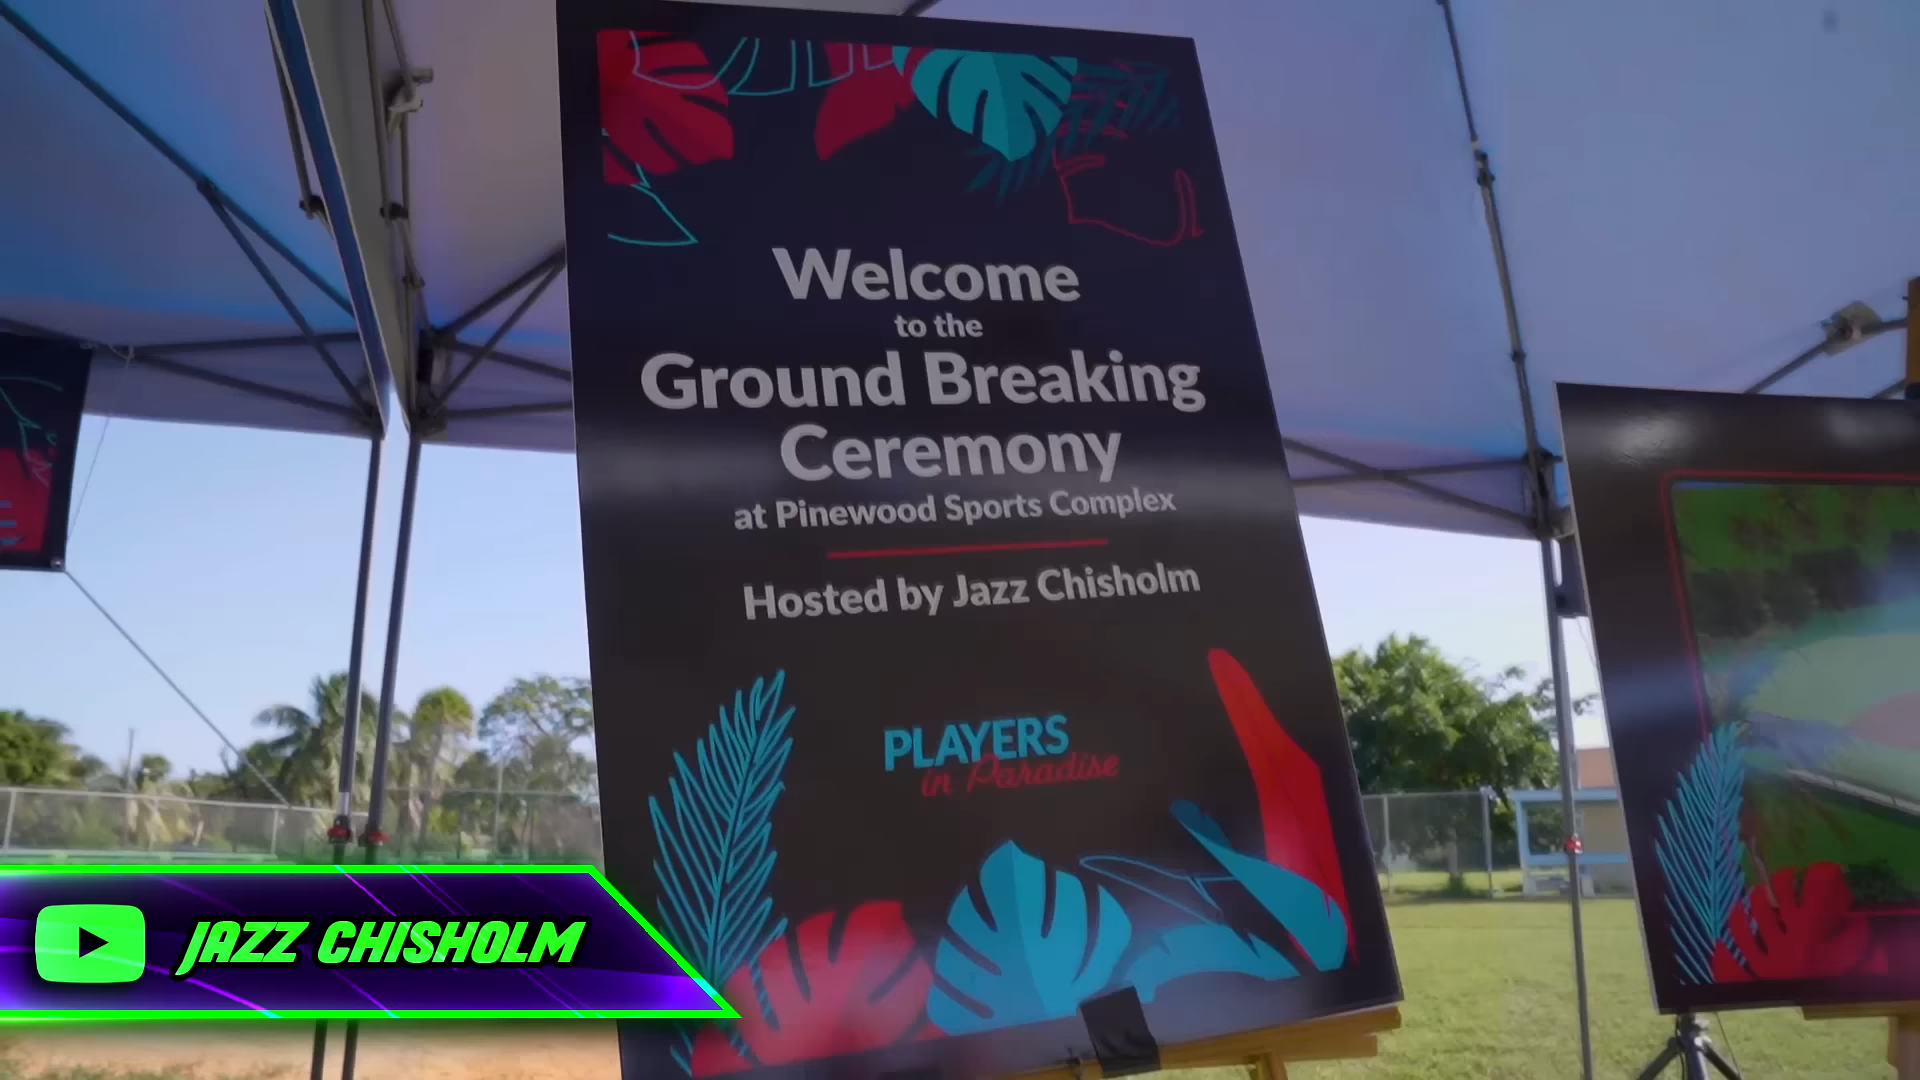 Welcome
to the
Ground Breaking
Ceremony
at Pinewood Sports Complex
Hosted by Jazz Chisholm
PLAYERS
in Paradise
JAZZ CHISHOLM